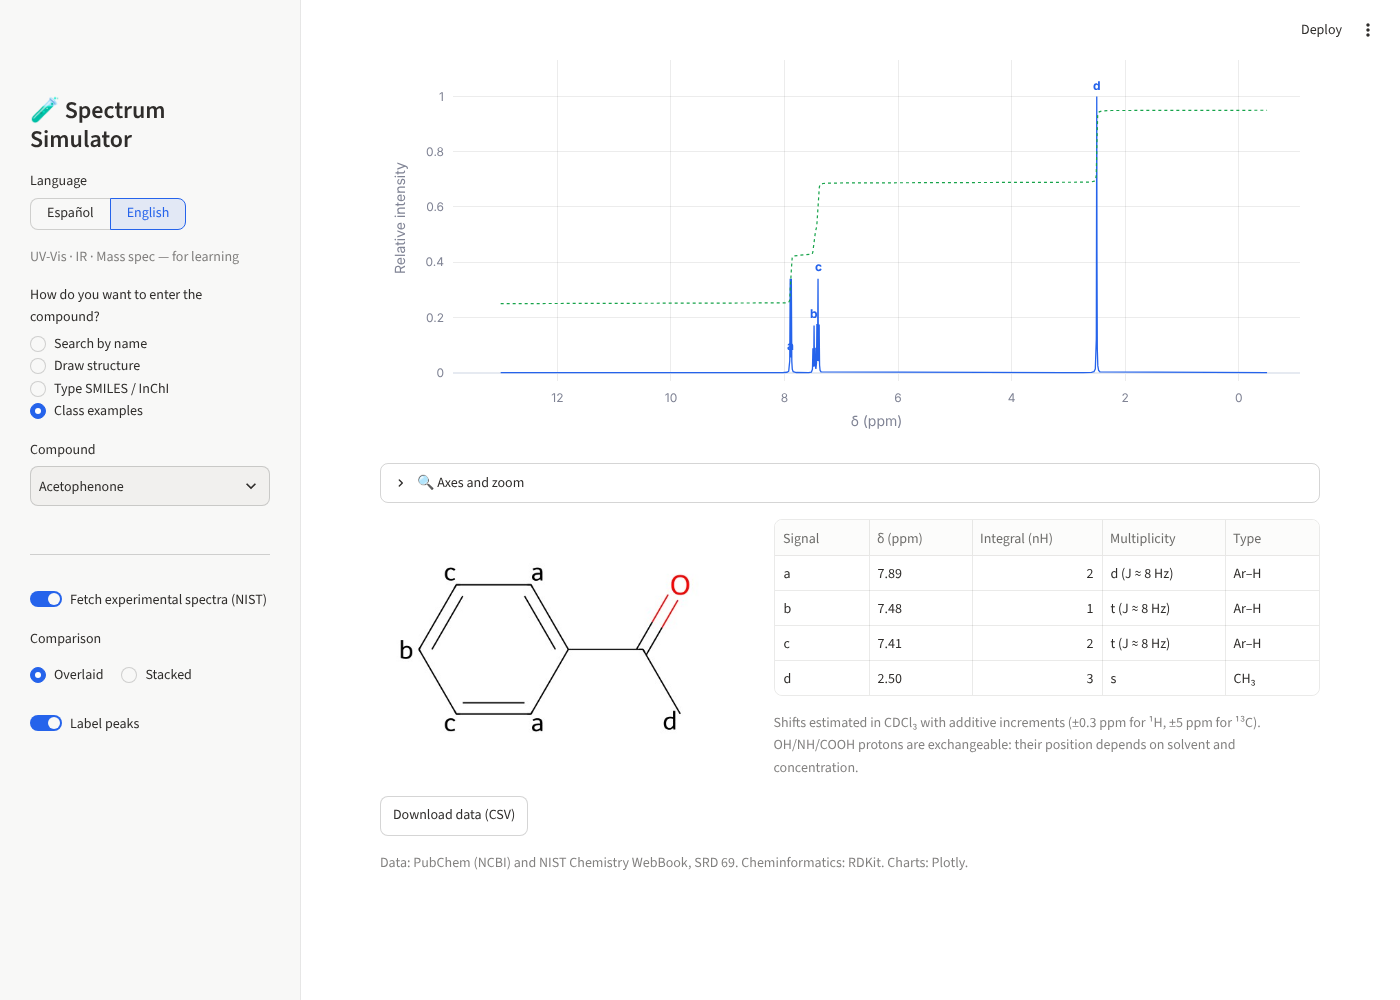 Deploy
🧪 Spectrum
Simulator
Language
Español
English
UV-Vis · IR · Mass spec — for learning
How do you want to enter the
compound?
Search by name
Draw structure
Type SMILES / InChI
Class examples
Compound
Acetophenone
Fetch experimental spectra (NIST)
Comparison
Overlaid
Stacked
Label peaks
Relative intensity
1
0.8
0.6
0.4
0.2
0
d
c
b
a
12
10
8
6
4
2
0
δ (ppm)
🔍 Axes and zoom
c
a
O
b
c
a
d
Signal δ (ppm) Integral (nH) Multiplicity Type
a 7.89 2 d (J ≈ 8 Hz) Ar–H
b 7.48 1 t (J ≈ 8 Hz) Ar–H
c 7.41 2 t (J ≈ 8 Hz) Ar–H
d 2.50 3 s CH₃
Shifts estimated in CDCl₃ with additive increments (±0.3 ppm for ¹H, ±5 ppm for ¹³C).
OH/NH/COOH protons are exchangeable: their position depends on solvent and
concentration.
Download data (CSV)
Data: PubChem (NCBI) and NIST Chemistry WebBook, SRD 69. Cheminformatics: RDKit. Charts: Plotly.